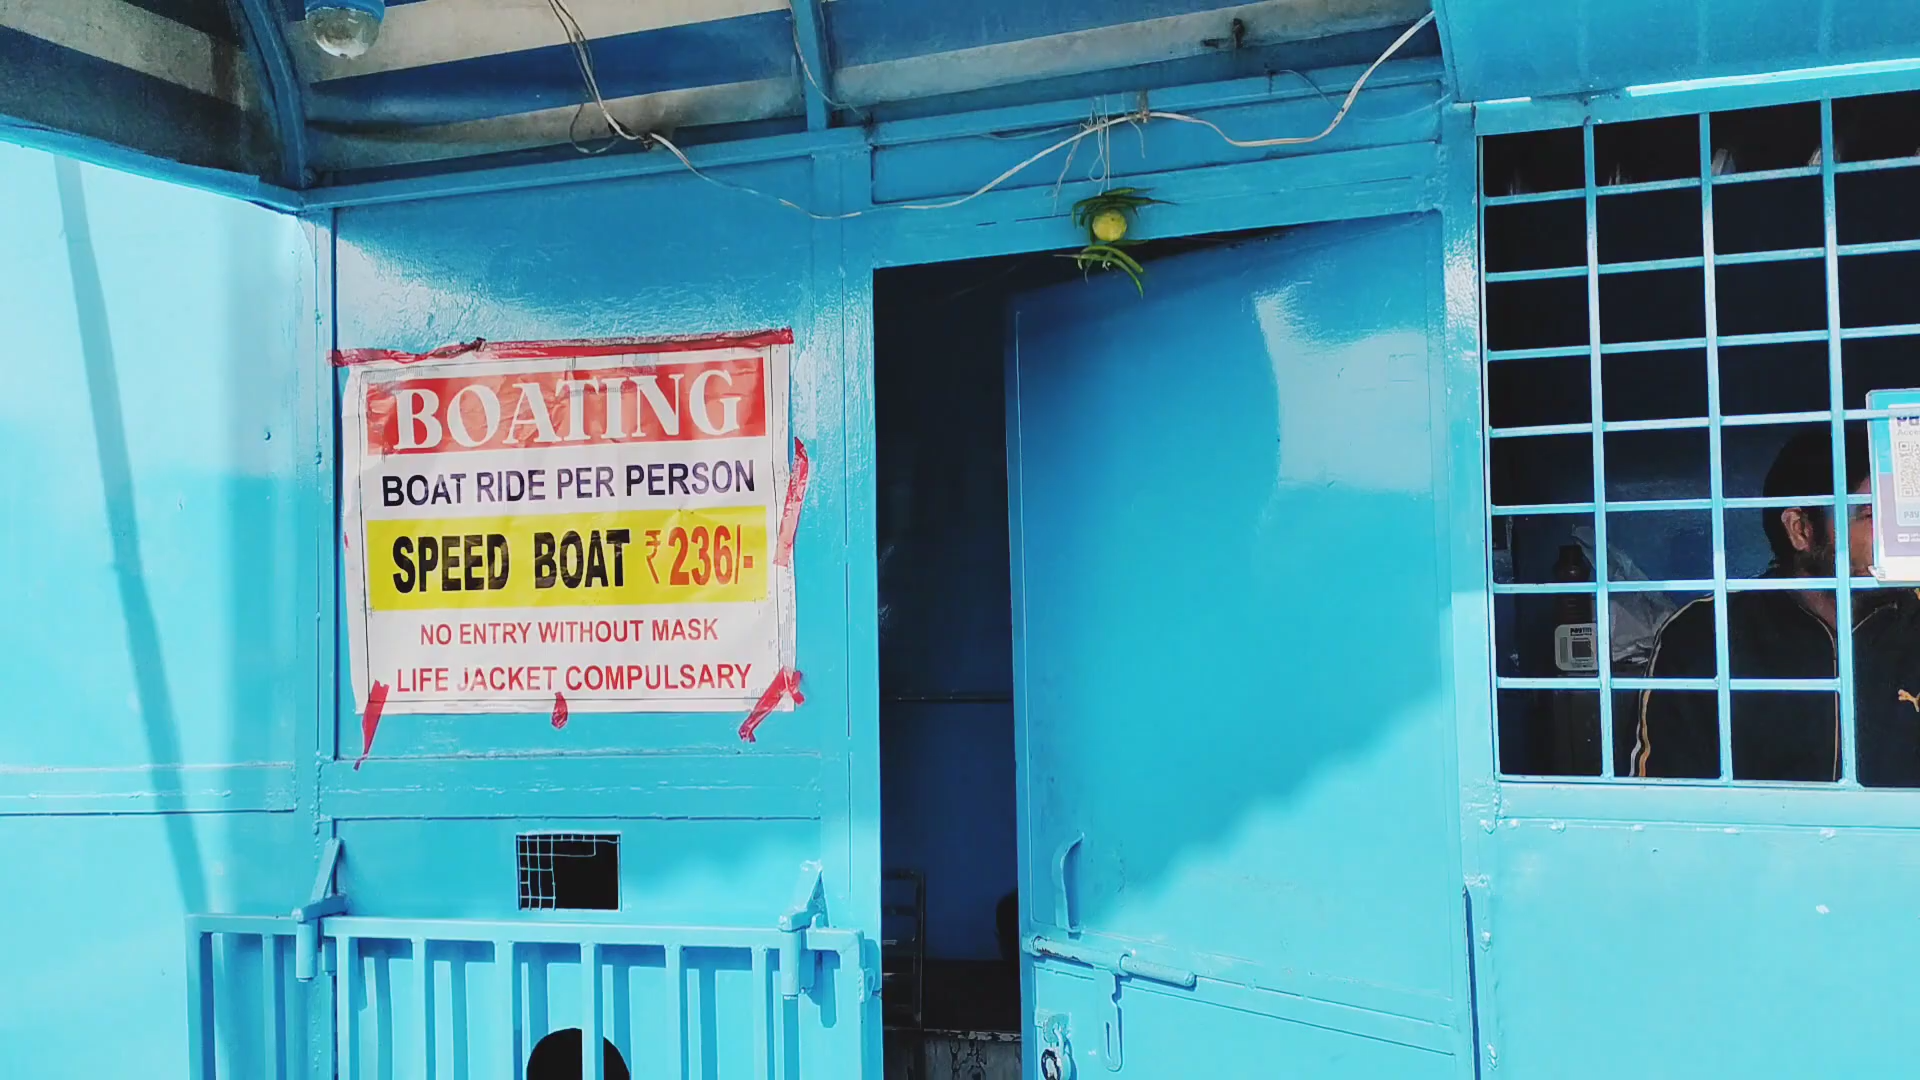 BOATING
BOAT RIDE PER PERSON
SPEED BOAT ₹236/-
NO ENTRY WITHOUT MASK
LIFE JACKET COMPULSARY